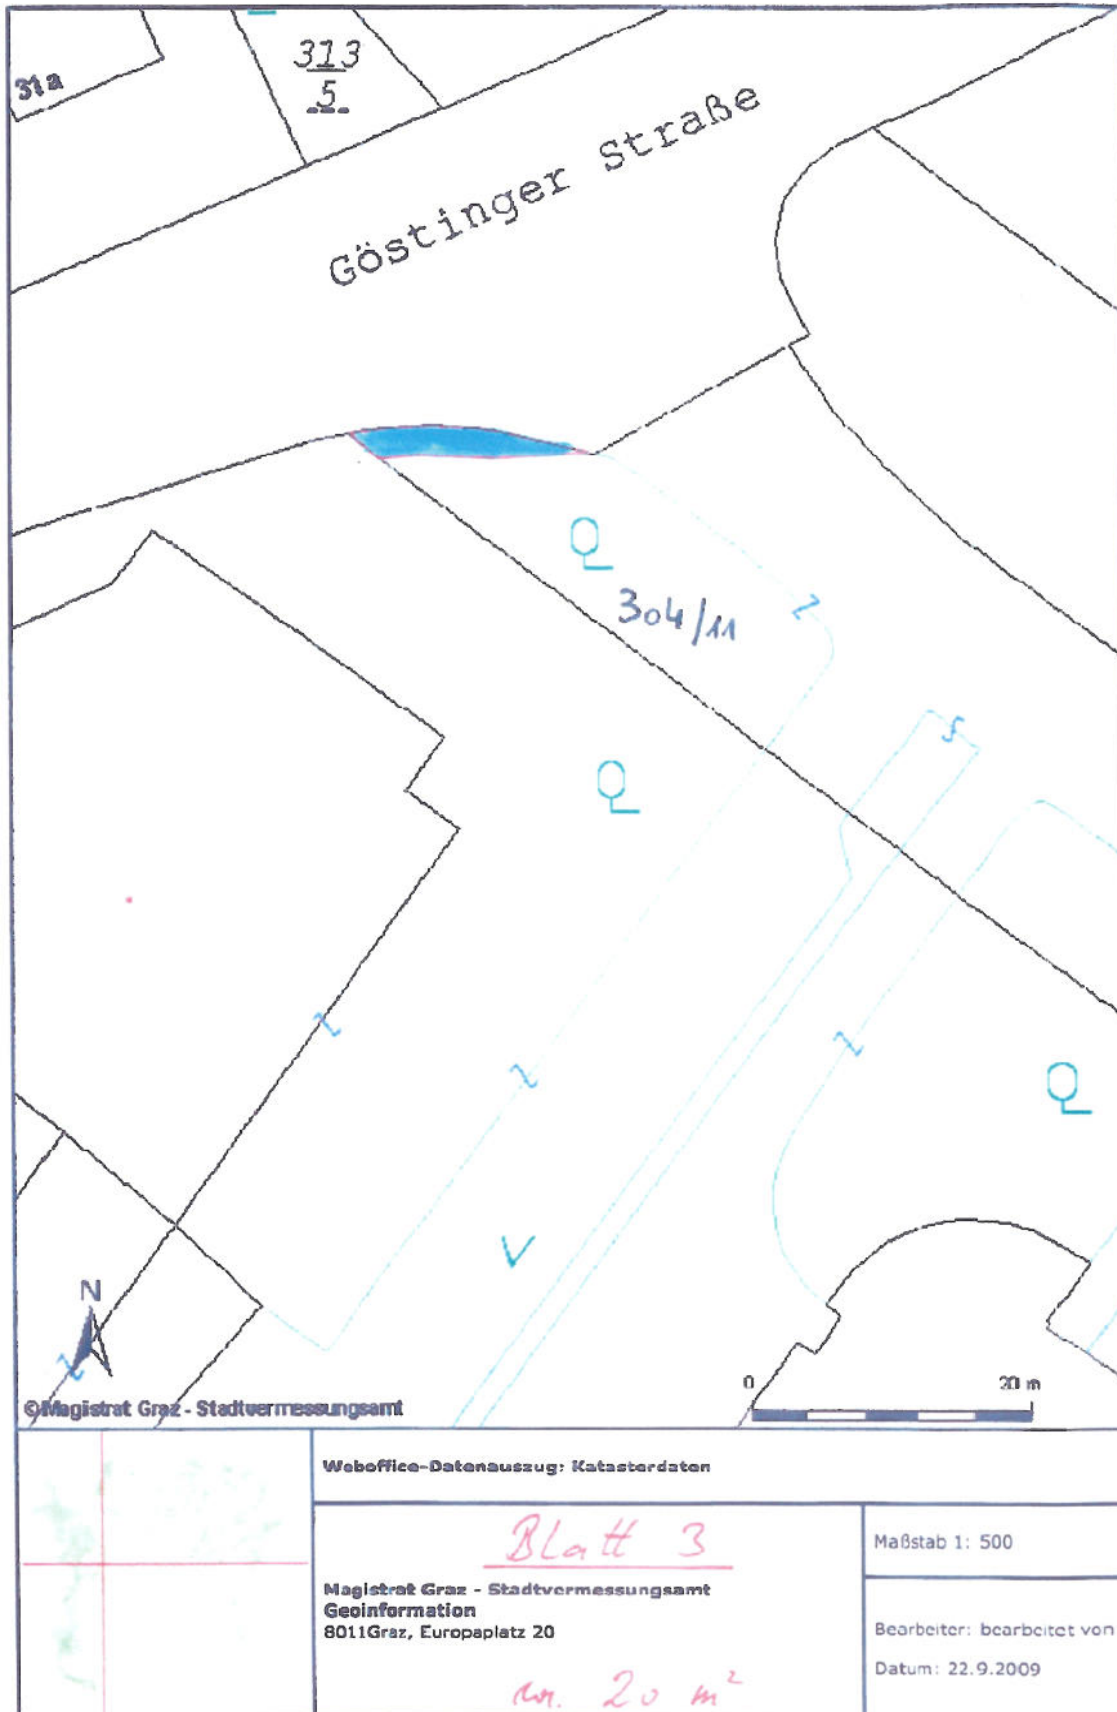 31a
313
5
Göstinger Straße
304/11
N
0 20 m
©Magistrat Graz - Stadtvermessungsamt
Weboffice-Datenauszug: Katasterdaten
Blatt 3
Maßstab 1: 500
Magistrat Graz - Stadtvermessungsamt
Geoinformation
8011Graz, Europaplatz 20
Bearbeiter: bearbeitet von
Datum: 22.9.2009
20 m²